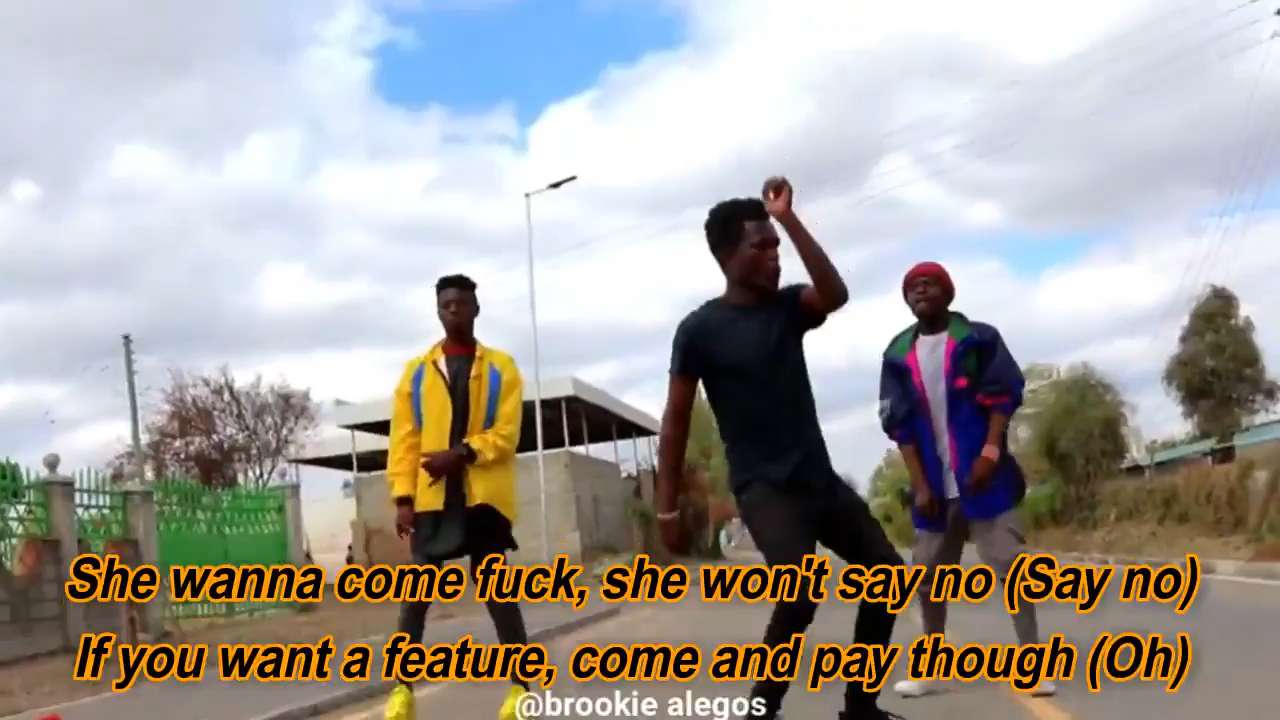 She wanna come fuck, she won't say no (Say no)
If you want a feature, come and pay though (Oh)
@brookie alegos